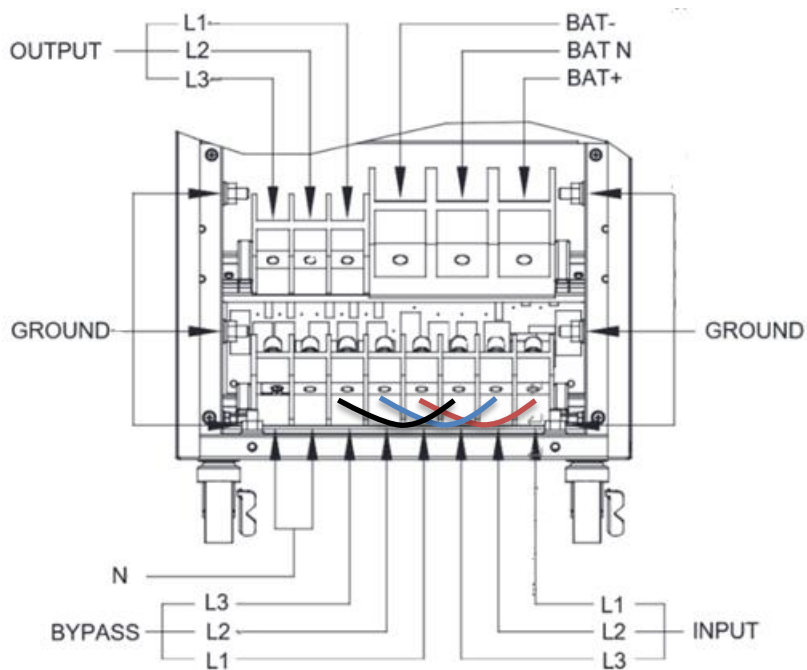 L1
OUTPUT L2
L3
BAT-
BAT N
BAT+
GROUND
GROUND
N
L3
BYPASS L2
L1
L1
L2 INPUT
L3